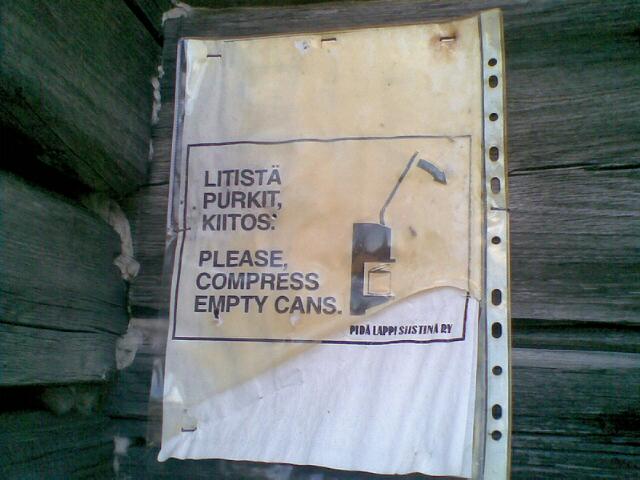 LITISTÄ
PURKIT,
KIITOS.
PLEASE,
COMPRESS
EMPTY CANS.
PIDÄ LAPPI SIISTINÄ RY